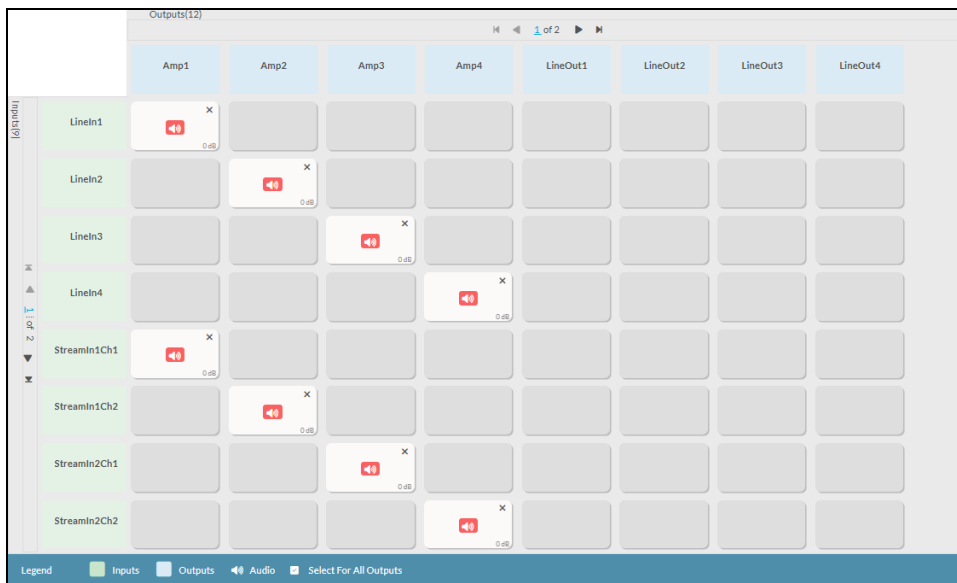 Outputs(12)
1 of 2
Amp1 Amp2 Amp3 Amp4 LineOut1 LineOut2 LineOut3 LineOut4
Inputs(9)
1 of 2
LineIn1
0 dB
LineIn2
0 dB
LineIn3
0 dB
LineIn4
0 dB
StreamIn1Ch1
0 dB
StreamIn1Ch2
0 dB
StreamIn2Ch1
0 dB
StreamIn2Ch2
0 dB
Legend Inputs Outputs Audio Select For All Outputs